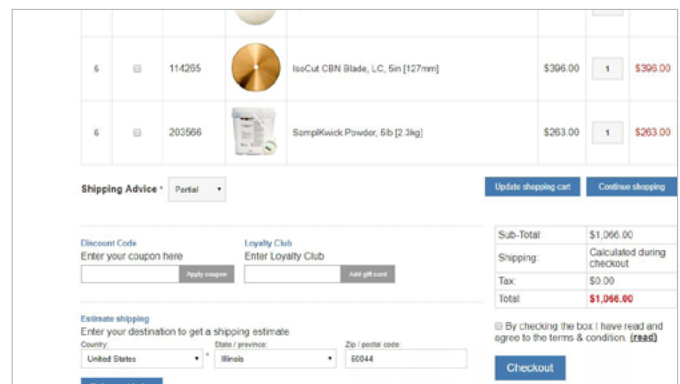 5 114265 IsoCut CBN Blade, LC, 5in [127mm] $396.00 1 $396.00
6 203566 SamplKwick Powder, 5lb [2.3kg] $263.00 1 $263.00
Shipping Advice * Partial Update shopping cart Continue shopping
Discount Code
Enter your coupon here
Apply coupon
Loyalty Club
Enter Loyalty Club
Add gift card
Sub-Total: $1,066.00
Shipping: Calculated during
checkout
Tax: $0.00
Total: $1,066.00
Estimate shipping
Enter your destination to get a shipping estimate
Country: State / province: Zip / postal code:
United States * Illinois 60044
By checking the box I have read and
agree to the terms & condition. (read)
Checkout